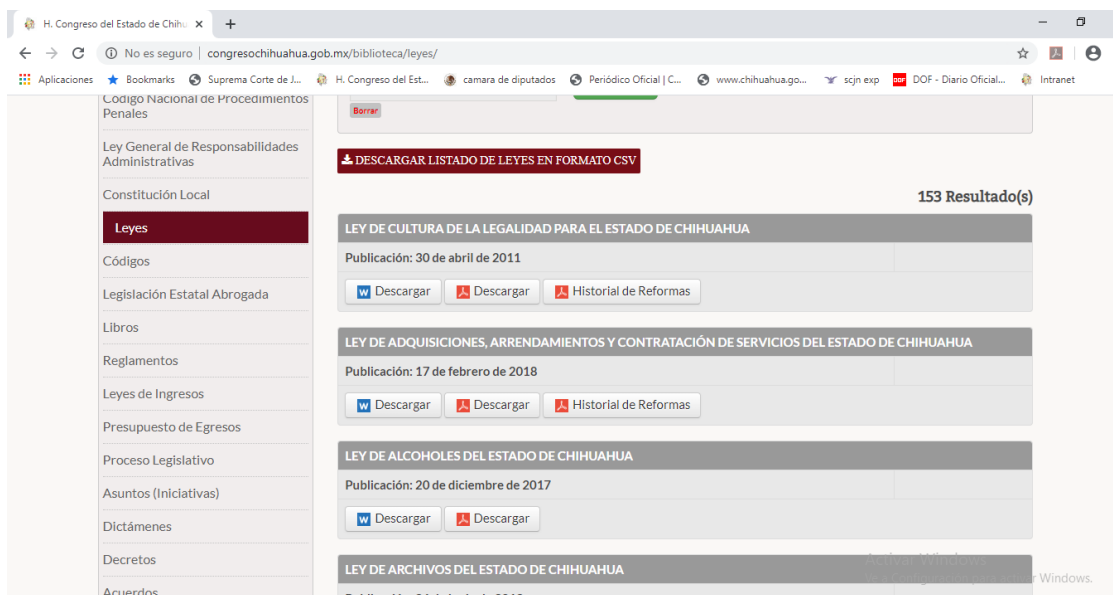 H. Congreso del Estado de Chihu
No es seguro | congresochihuahua.gob.mx/biblioteca/leyes/
Aplicaciones Bookmarks Suprema Corte de J... H. Congreso del Est... camara de diputados Periódico Oficial | C... www.chihuahua.go... scjn exp DOF DOF - Diario Oficial... Intranet
Código Nacional de Procedimientos
Penales
Ley General de Responsabilidades
Administrativas
Constitución Local
Leyes
Códigos
Legislación Estatal Abrogada
Libros
Reglamentos
Leyes de Ingresos
Presupuesto de Egresos
Proceso Legislativo
Asuntos (Iniciativas)
Dictámenes
Decretos
Acuerdos
Borrar
DESCARGAR LISTADO DE LEYES EN FORMATO CSV
153 Resultado(s)
LEY DE CULTURA DE LA LEGALIDAD PARA EL ESTADO DE CHIHUAHUA
Publicación: 30 de abril de 2011
Descargar Descargar Historial de Reformas
LEY DE ADQUISICIONES, ARRENDAMIENTOS Y CONTRATACIÓN DE SERVICIOS DEL ESTADO DE CHIHUAHUA
Publicación: 17 de febrero de 2018
Descargar Descargar Historial de Reformas
LEY DE ALCOHOLES DEL ESTADO DE CHIHUAHUA
Publicación: 20 de diciembre de 2017
Descargar Descargar
LEY DE ARCHIVOS DEL ESTADO DE CHIHUAHUA
Activar Windows
Ve a Configuración para activar Windows.